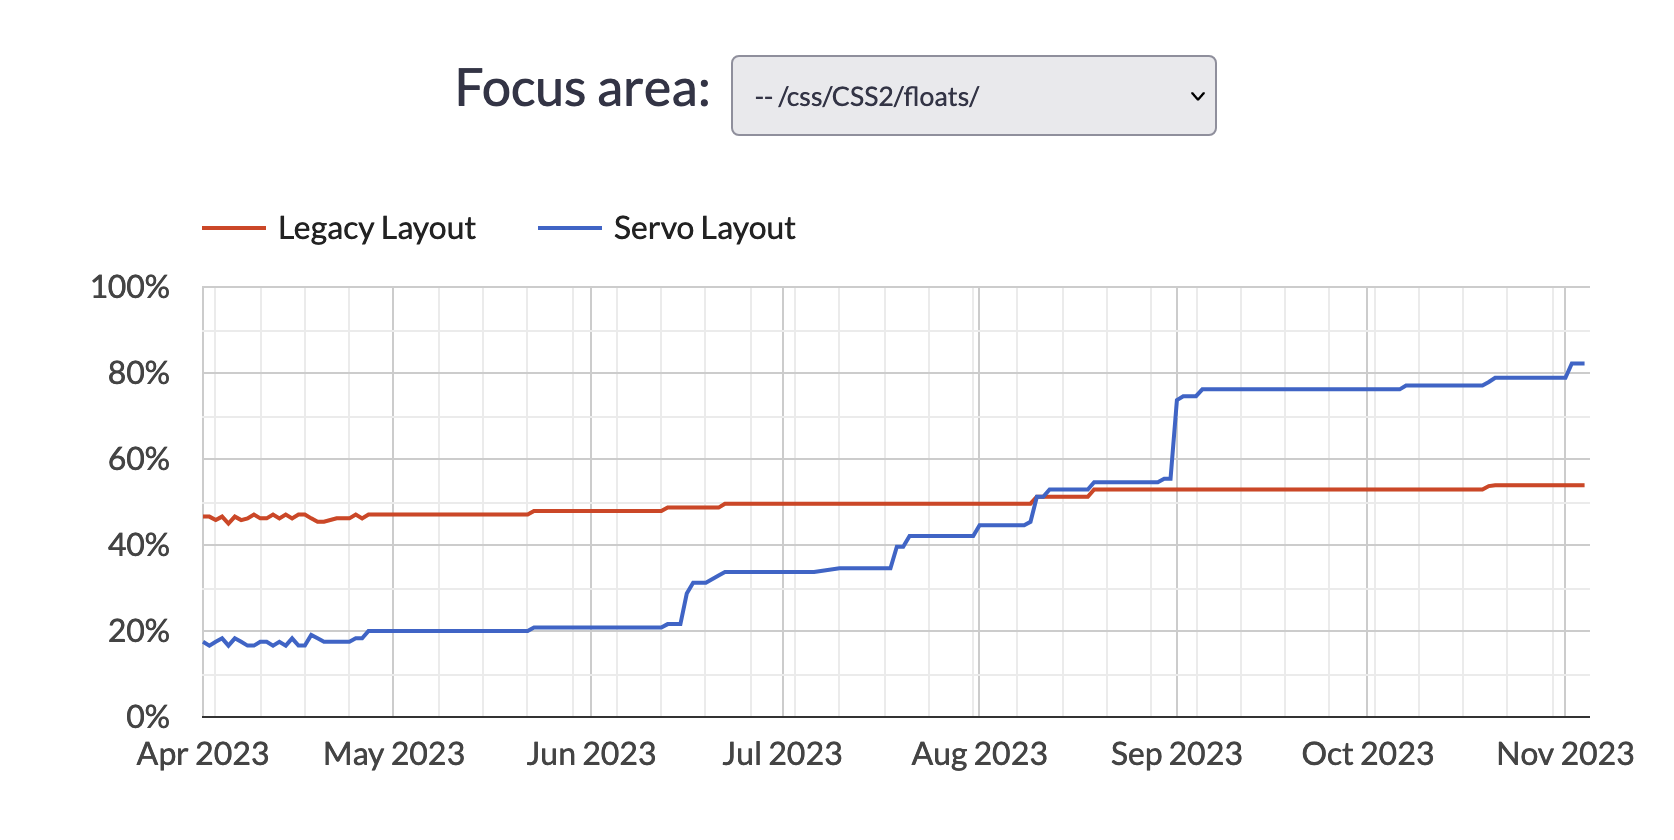 Focus area: -- /css/CSS2/floats/
Legacy Layout Servo Layout
100%
80%
60%
40%
20%
0%
Apr 2023 May 2023 Jun 2023 Jul 2023 Aug 2023 Sep 2023 Oct 2023 Nov 2023